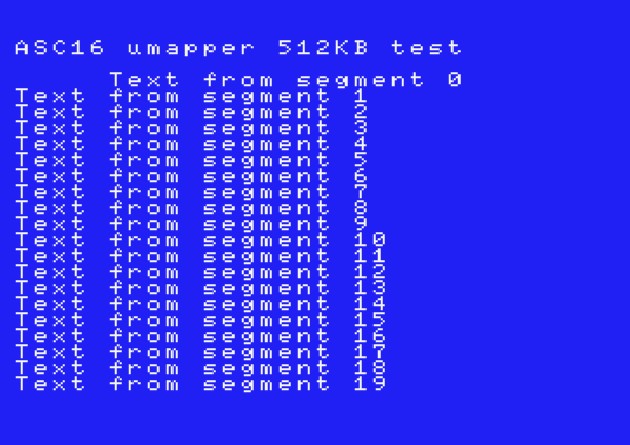 ASC16 umapper 512KB test
Text from segment 0
Text from segment 1
Text from segment 2
Text from segment 3
Text from segment 4
Text from segment 5
Text from segment 6
Text from segment 7
Text from segment 8
Text from segment 9
Text from segment 10
Text from segment 11
Text from segment 12
Text from segment 13
Text from segment 14
Text from segment 15
Text from segment 16
Text from segment 17
Text from segment 18
Text from segment 19